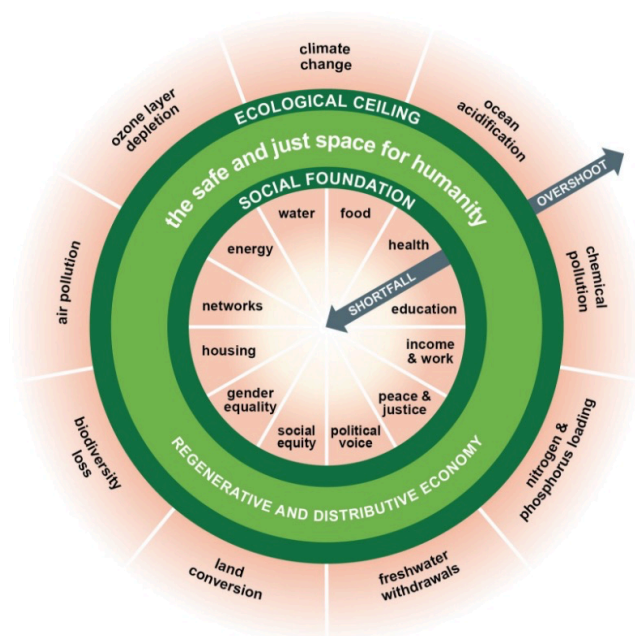 climate
change
ocean
acidification
chemical
pollution
nitrogen &
phosphorus loading
freshwater
withdrawals
land
conversion
biodiversity
loss
air pollution
ozone layer
depletion
OVERSHOOT
ECOLOGICAL CEILING
the safe and just space for humanity
SOCIAL FOUNDATION
water
food
health
SHORTFALL
education
income
& work
peace &
justice
political
voice
social
equity
gender
equality
housing
networks
energy
REGENERATIVE AND DISTRIBUTIVE ECONOMY